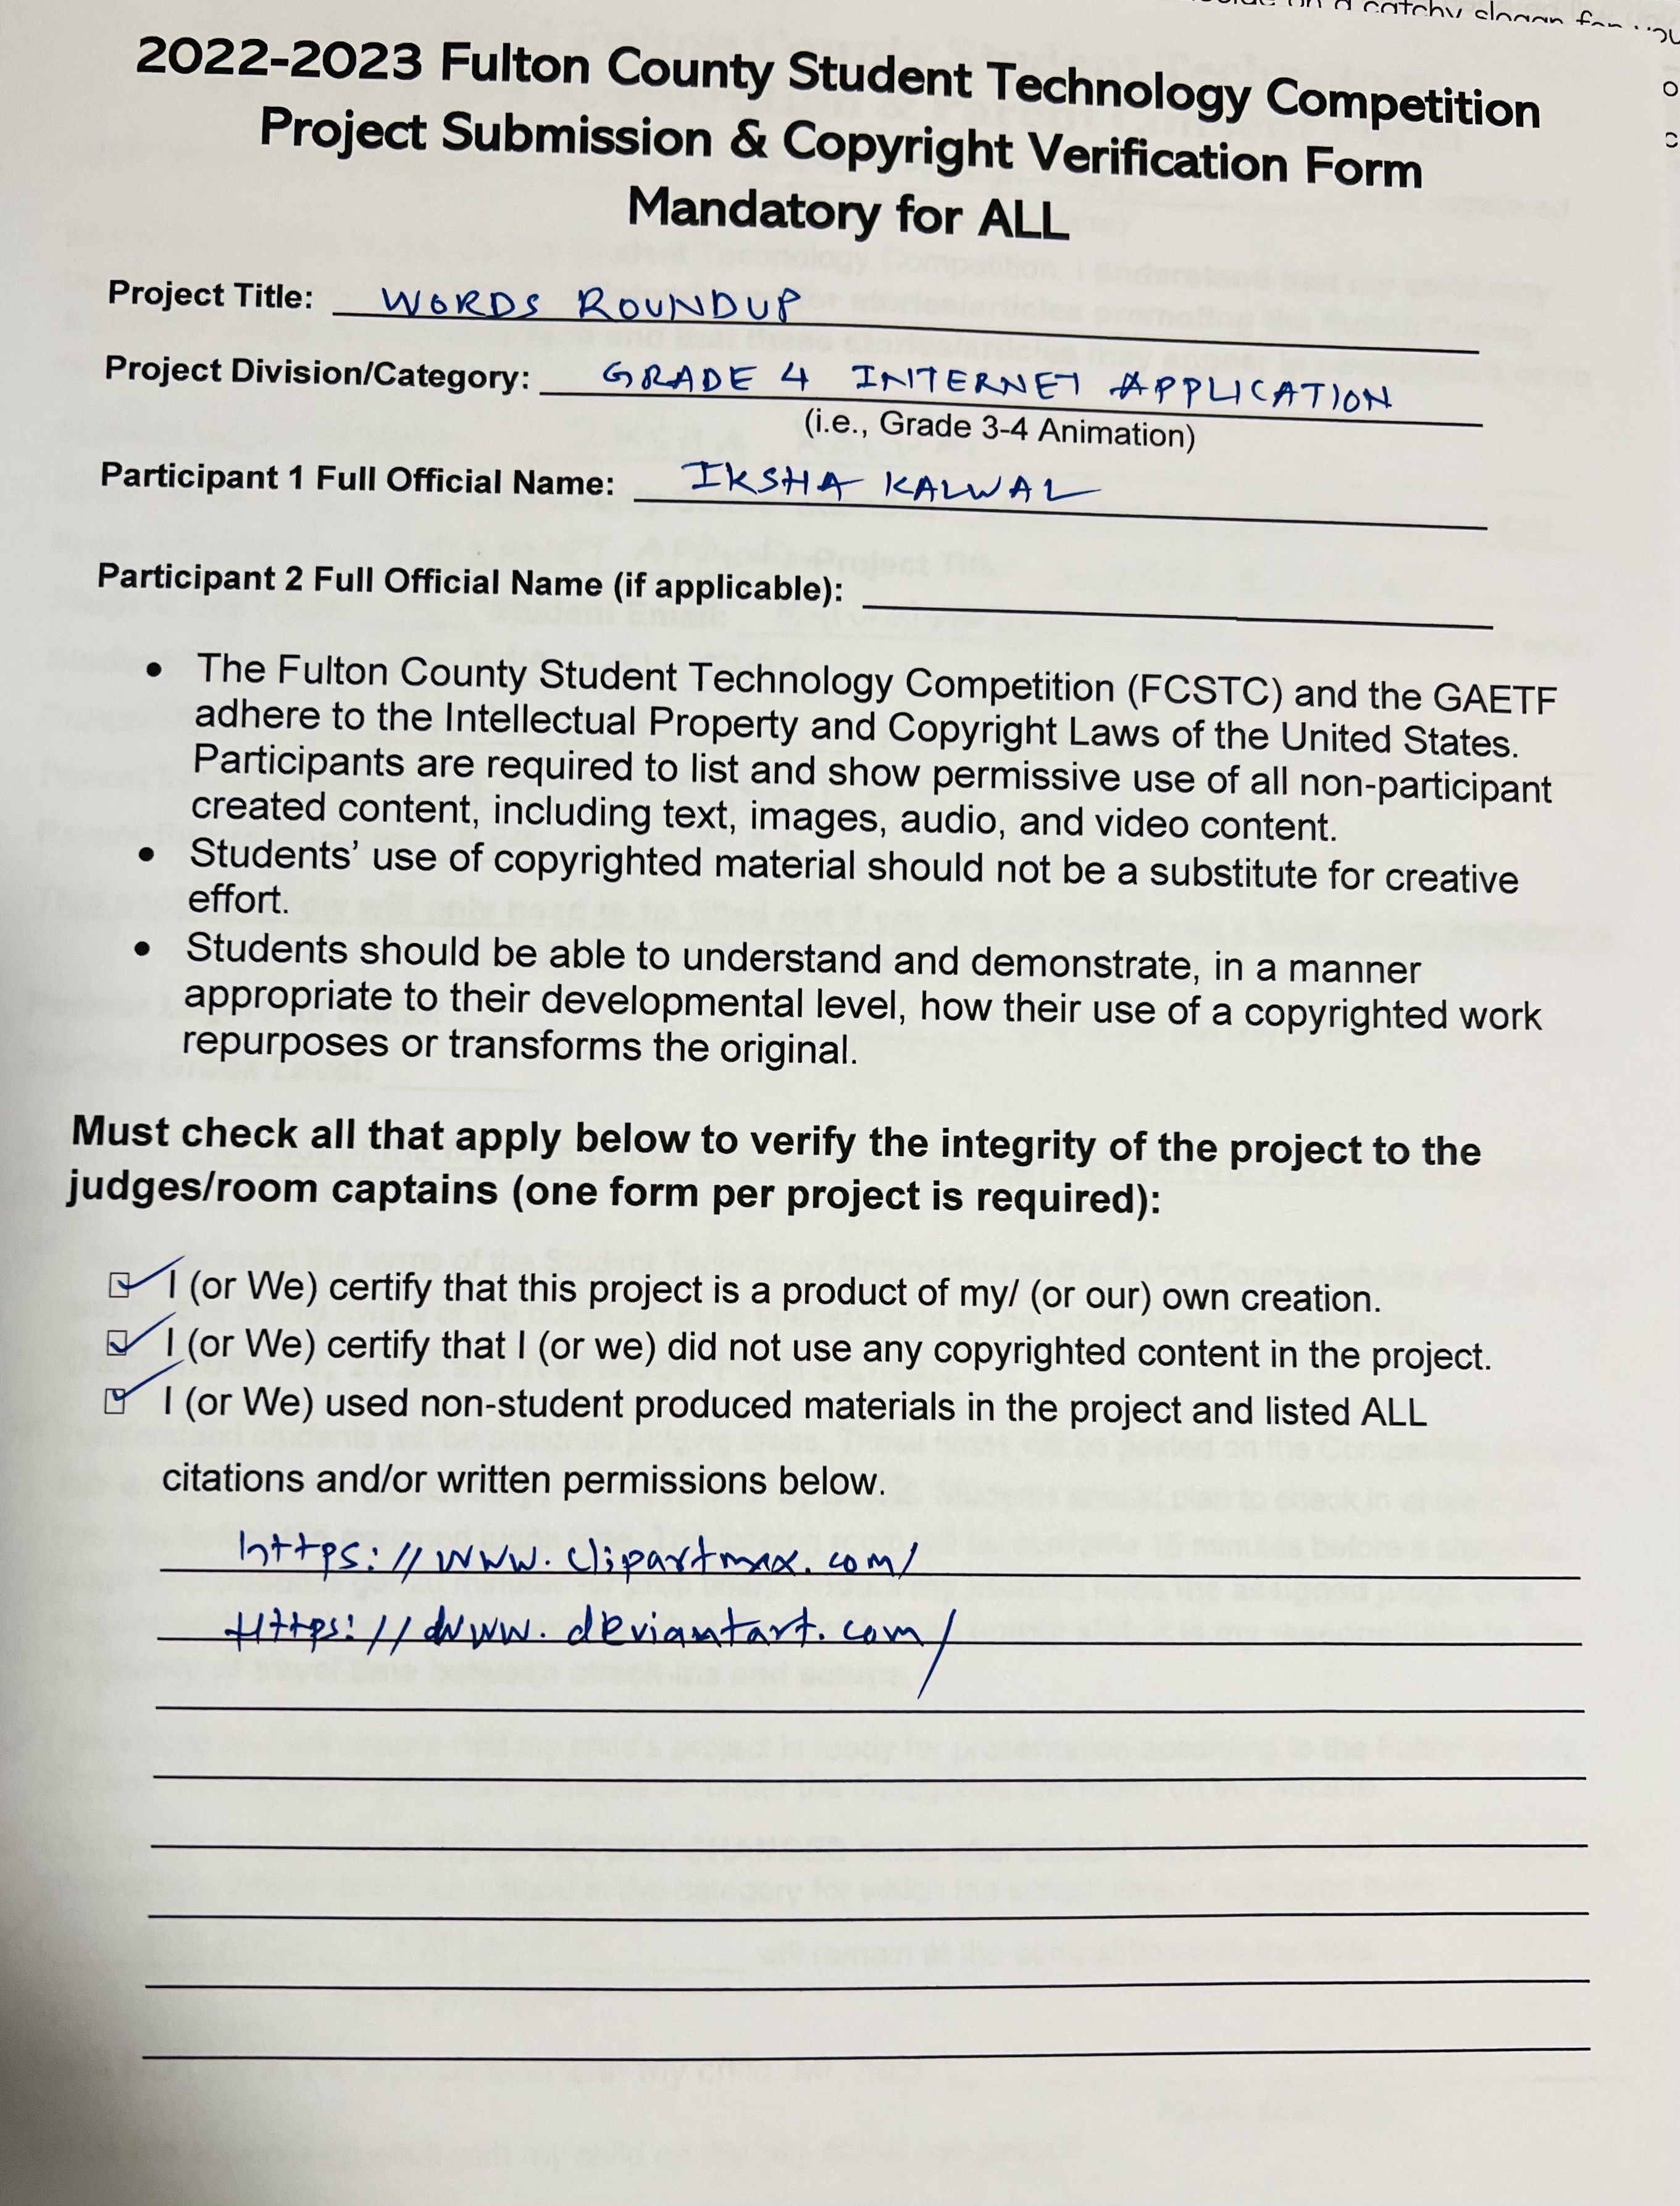 a catchy slogan for
2022-2023 Fulton County Student Technology Competition
Project Submission & Copyright Verification Form
Mandatory for ALL
Project Title: WORDS ROUNDUP
Project Division/Category: GRADE 4 INTERNET APPLICATION
(i.e., Grade 3-4 Animation)
Participant 1 Full Official Name: IKSHA KALWAL
Participant 2 Full Official Name (if applicable):
• The Fulton County Student Technology Competition (FCSTC) and the GAETF
adhere to the Intellectual Property and Copyright Laws of the United States.
Participants are required to list and show permissive use of all non-participant
created content, including text, images, audio, and video content.
• Students’ use of copyrighted material should not be a substitute for creative
effort.
• Students should be able to understand and demonstrate, in a manner
appropriate to their developmental level, how their use of a copyrighted work
repurposes or transforms the original.
Must check all that apply below to verify the integrity of the project to the
judges/room captains (one form per project is required):
I (or We) certify that this project is a product of my/ (or our) own creation.
I (or We) certify that I (or we) did not use any copyrighted content in the project.
I (or We) used non-student produced materials in the project and listed ALL
citations and/or written permissions below.
https://www.clipartmax.com/
Https://www.deviantart.com/